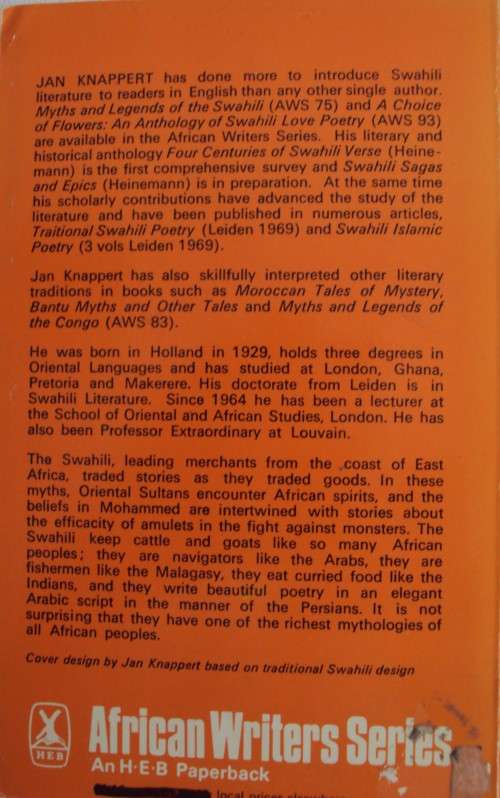 JAN KNAPPERT has done more to introduce Swahili
literature to readers in English than any other single author.
Myths and Legends of the Swahili (AWS 75) and A Choice
of Flowers: An Anthology of Swahili Love Poetry (AWS 93)
are available in the African Writers Series. His literary and
historical anthology Four Centuries of Swahili Verse (Heine-
mann) is the first comprehensive survey and Swahili Sagas
and Epics (Heinemann) is in preparation. At the same time
his scholarly contributions have advanced the study of the
literature and have been published in numerous articles,
Traitional Swahili Poetry (Leiden 1969) and Swahili Islamic
Poetry (3 vols Leiden 1969).
Jan Knappert has also skillfully interpreted other literary
traditions in books such as Moroccan Tales of Mystery,
Bantu Myths and Other Tales and Myths and Legends of
the Congo (AWS 83).
He was born in Holland in 1929, holds three degrees in
Oriental Languages and has studied at London, Ghana,
Pretoria and Makerere. His doctorate from Leiden is in
Swahili Literature. Since 1964 he has been a lecturer at
the School of Oriental and African Studies, London. He has
also been Professor Extraordinary at Louvain.
The Swahili, leading merchants from the coast of East
Africa, traded stories as they traded goods. In these
myths, Oriental Sultans encounter African spirits, and the
beliefs in Mohammed are intertwined with stories about
the efficacy of amulets in the fight against monsters. The
Swahili keep cattle and goats like so many African
peoples; they are navigators like the Arabs, they are
fishermen like the Malagasy, they eat curried food like the
Indians, and they write beautiful poetry in an elegant
Arabic script in the manner of the Persians. It is not
surprising that they have one of the richest mythologies of
all African peoples.
Cover design by Jan Knappert based on traditional Swahili design
HEB
African Writers Series
An H·E·B Paperback
local prices elsewhere